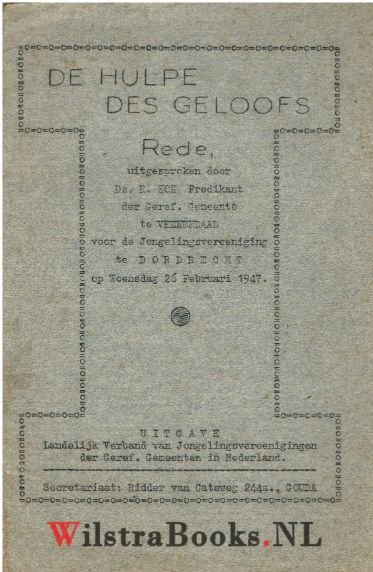 DE HULPE
DES GELOOFS
Rede,
uitgesproken door
Ds. R. KOK Predikant
der Geref. Gemeente
te VEENENDAAL
voor de Jongelingsvereeniging
te DORDRECHT
op Woensdag 26 Februari 1947.
UITGAVE
Landelijk Verband van Jongelingsvereenigingen
der Geref. Gemeenten in Nederland.
Secretariaat: Ridder van Catsweg 244a., GOUDA
WilstraBooks.NL